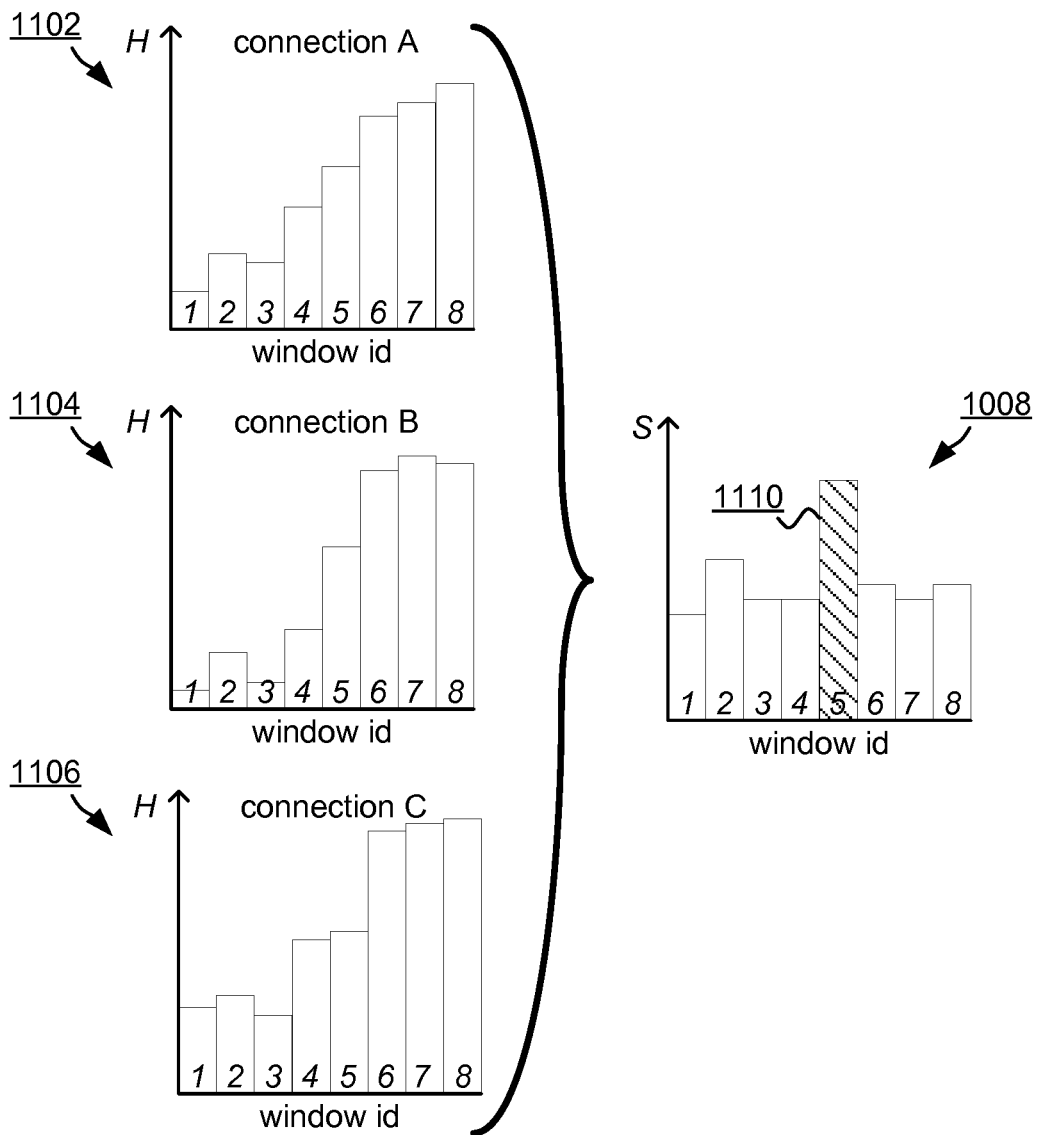 1102
H
connection A
1 2 3 4 5 6 7 8
window id
1104
H
connection B
1 2 3 4 5 6 7 8
window id
1106
H
connection C
1 2 3 4 5 6 7 8
window id
S
1008
1110
1 2 3 4 5 6 7 8
window id